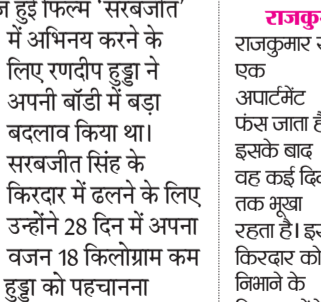 हुई फिल्म 'सरबजीत'
में अभिनय करने के
लिए रणदीप हुड्डा ने
अपनी बॉडी में बड़ा
बदलाव किया था।
सरबजीत सिंह के
किरदार में ढलने के लिए
उन्होंने 28 दिन में अपना
वजन 18 किलोग्राम कम
हुड्डा को पहचानना
राजकुमार
एक
अपार्टमेंट
फंस जाता
इसके बाद
वह कई
तक भूखा
रहता है।
किरदार को
निभाने के